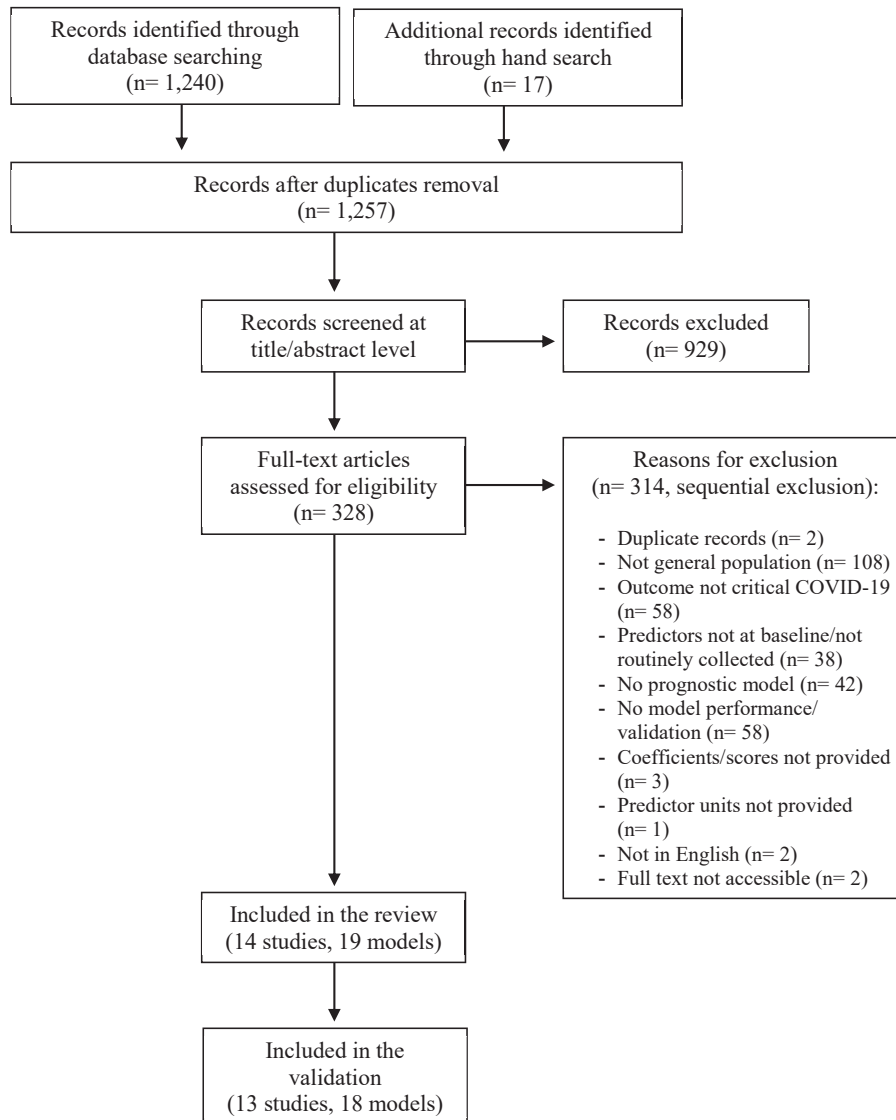 Records identified through
database searching
(n= 1,240)
Additional records identified
through hand search
(n= 17)
Records after duplicates removal
(n= 1,257)
Records screened at
title/abstract level
Records excluded
(n= 929)
Full-text articles
assessed for eligibility
(n= 328)
Reasons for exclusion
(n= 314, sequential exclusion):
- Duplicate records (n= 2)
- Not general population (n= 108)
- Outcome not critical COVID-19
(n= 58)
- Predictors not at baseline/not
routinely collected (n= 38)
- No prognostic model (n= 42)
- No model performance/
validation (n= 58)
- Coefficients/scores not provided
(n= 3)
- Predictor units not provided
(n= 1)
- Not in English (n= 2)
- Full text not accessible (n= 2)
Included in the review
(14 studies, 19 models)
Included in the
validation
(13 studies, 18 models)